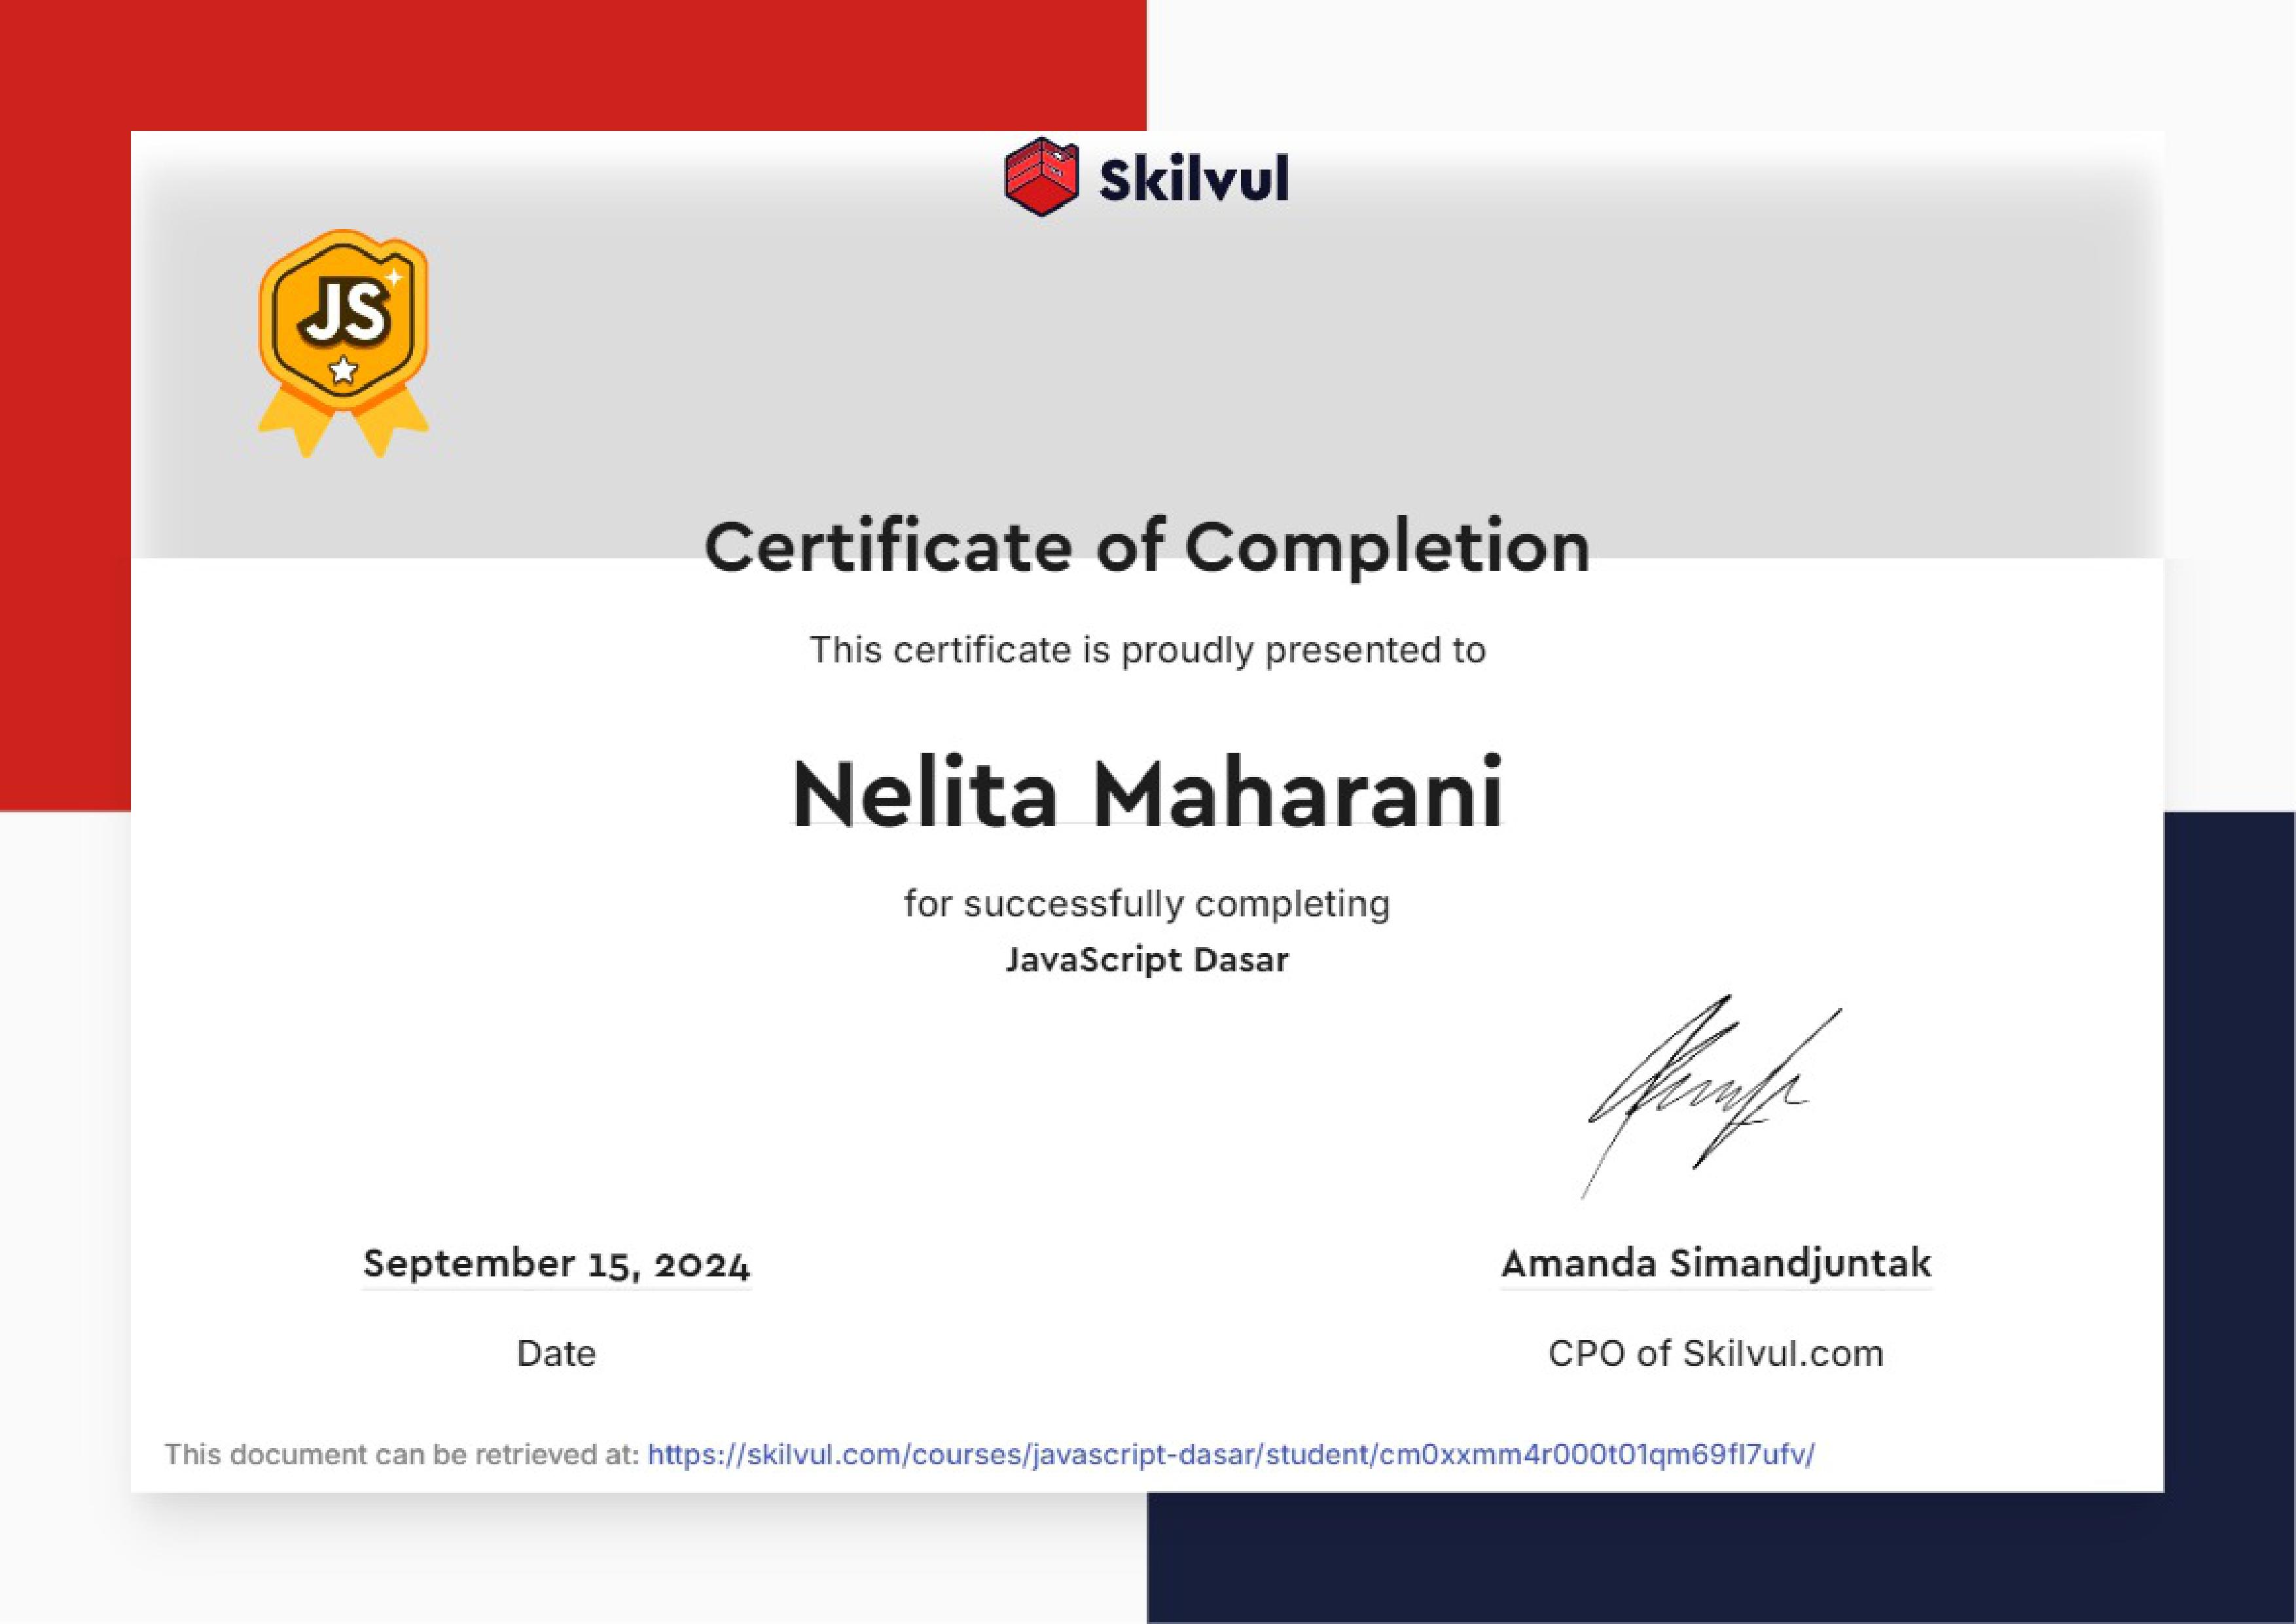 Skilvul
JS
Certificate of Completion
This certificate is proudly presented to
Nelita Maharani
for successfully completing
JavaScript Dasar
September 15, 2024
Amanda Simandjuntak
Date
CPO of Skilvul.com
This document can be retrieved at: https://skilvul.com/courses/javascript-dasar/student/cm0xxmm4r000t01qm69fl7ufv/